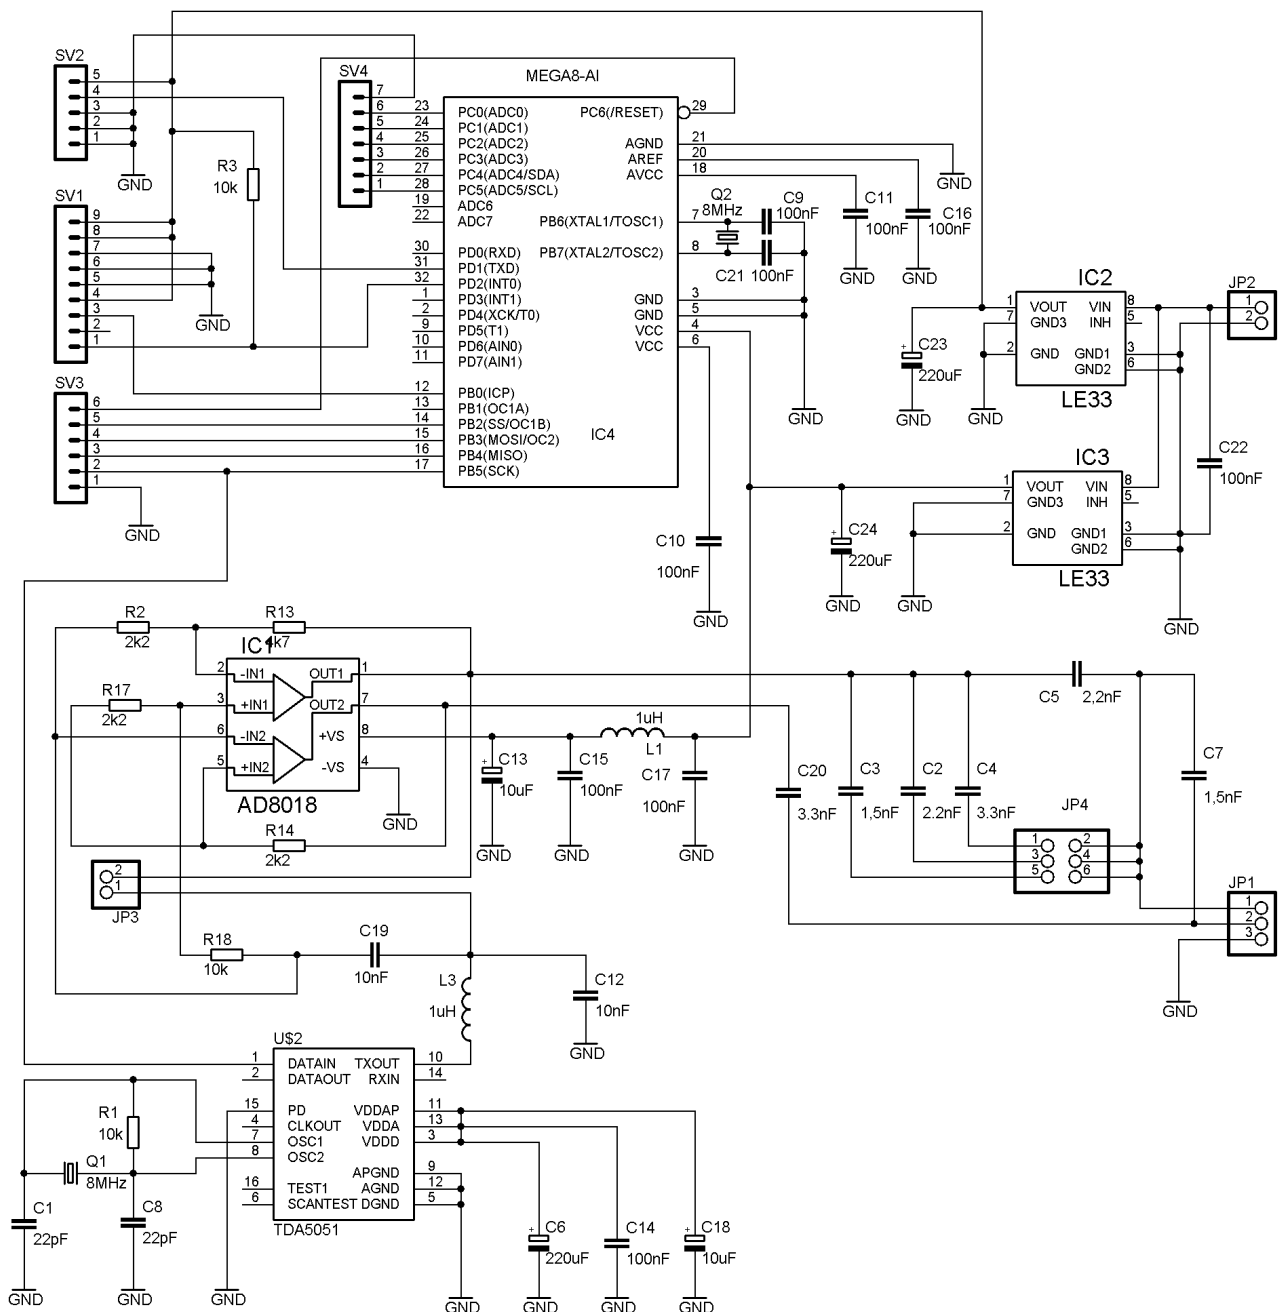 SV2
5
4
3
2
1
GND
SV4
7
6
5
4
3
2
1
MEGA8-AI
23
24
25
26
27
28
19
22
30
31
32
1
2
9
10
11
12
13
14
15
16
17
PC0(ADC0)
PC1(ADC1)
PC2(ADC2)
PC3(ADC3)
PC4(ADC4/SDA)
PC5(ADC5/SCL)
ADC6
ADC7
PD0(RXD)
PD1(TXD)
PD2(INT0)
PD3(INT1)
PD4(XCK/T0)
PD5(T1)
PD6(AIN0)
PD7(AIN1)
PB0(ICP)
PB1(OC1A)
PB2(SS/OC1B)
PB3(MOSI/OC2)
PB4(MISO)
PB5(SCK)
PC6(/RESET)
AGND
AREF
AVCC
PB6(XTAL1/TOSC1)
PB7(XTAL2/TOSC2)
GND
GND
VCC
VCC
29
21
20
18
7
8
3
5
4
6
IC4
R3
10k
SV1
9
8
7
6
5
4
3
2
1
GND
SV3
6
5
4
3
2
1
GND
Q2
8MHz
C9
100nF
C21
100nF
GND
C11
100nF
GND
C16
100nF
GND
GND
C10
100nF
GND
IC2
1
7
2
VOUT
GND3
GND
VIN
INH
GND1
GND2
8
5
3
6
LE33
JP2
1
2
C23
220uF
GND
GND
IC3
1
7
2
VOUT
GND3
GND
VIN
INH
GND1
GND2
8
5
3
6
LE33
C22
100nF
C24
220uF
GND
GND
GND
R2
2k2
R13
4k7
IC1
2
3
6
5
-IN1
+IN1
-IN2
+IN2
OUT1
OUT2
+VS
-VS
1
7
8
4
AD8018
R17
2k2
GND
R14
2k2
JP3
2
1
C13
10uF
GND
C15
100nF
GND
1uH
L1
C17
100nF
GND
C20
3.3nF
C3
1,5nF
C2
2.2nF
C4
3.3nF
C5
2,2nF
C7
1,5nF
JP4
1
3
5
2
4
6
JP1
1
2
3
GND
R18
10k
C19
10nF
L3
1uH
C12
10nF
GND
U$2
1
2
15
4
7
8
16
6
DATAIN
DATAOUT
PD
CLKOUT
OSC1
OSC2
TEST1
SCANTEST
TXOUT
RXIN
VDDAP
VDDA
VDDD
APGND
AGND
DGND
10
14
11
13
3
9
12
5
TDA5051
R1
10k
Q1
8MHz
C1
22pF
C8
22pF
GND
GND
GND
GND
C6
220uF
GND
C14
100nF
GND
C18
10uF
GND